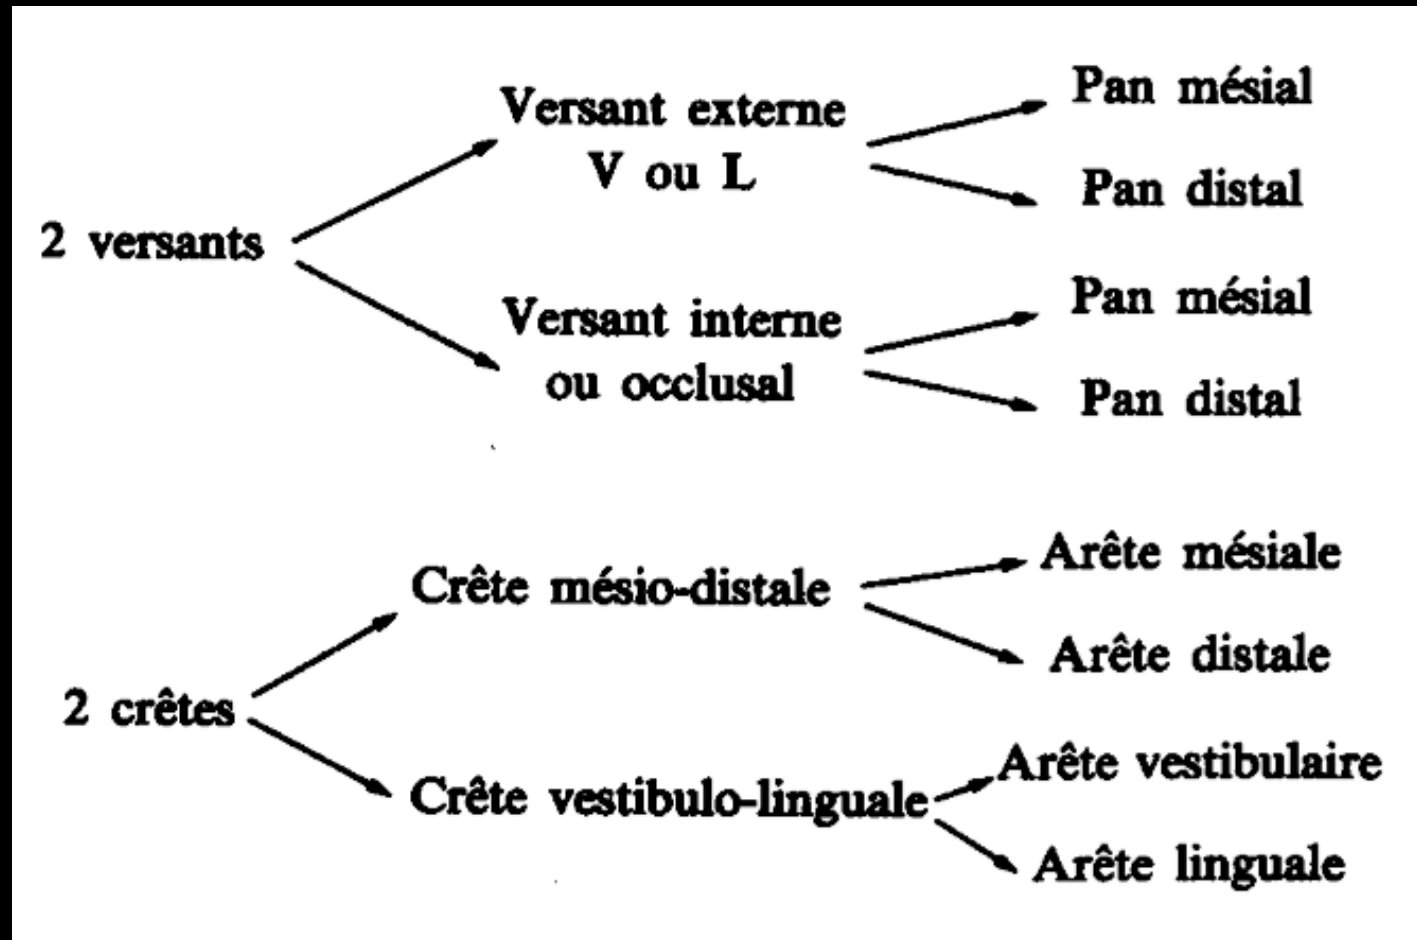 Pan mésial
Versant externe
V ou L
Pan distal
2 versants
Pan mésial
Versant interne
ou occlusal
Pan distal
Arête mésiale
Crête mésio-distale
Arête distale
2 crêtes
Arête vestibulaire
Crête vestibulo-linguale
Arête linguale